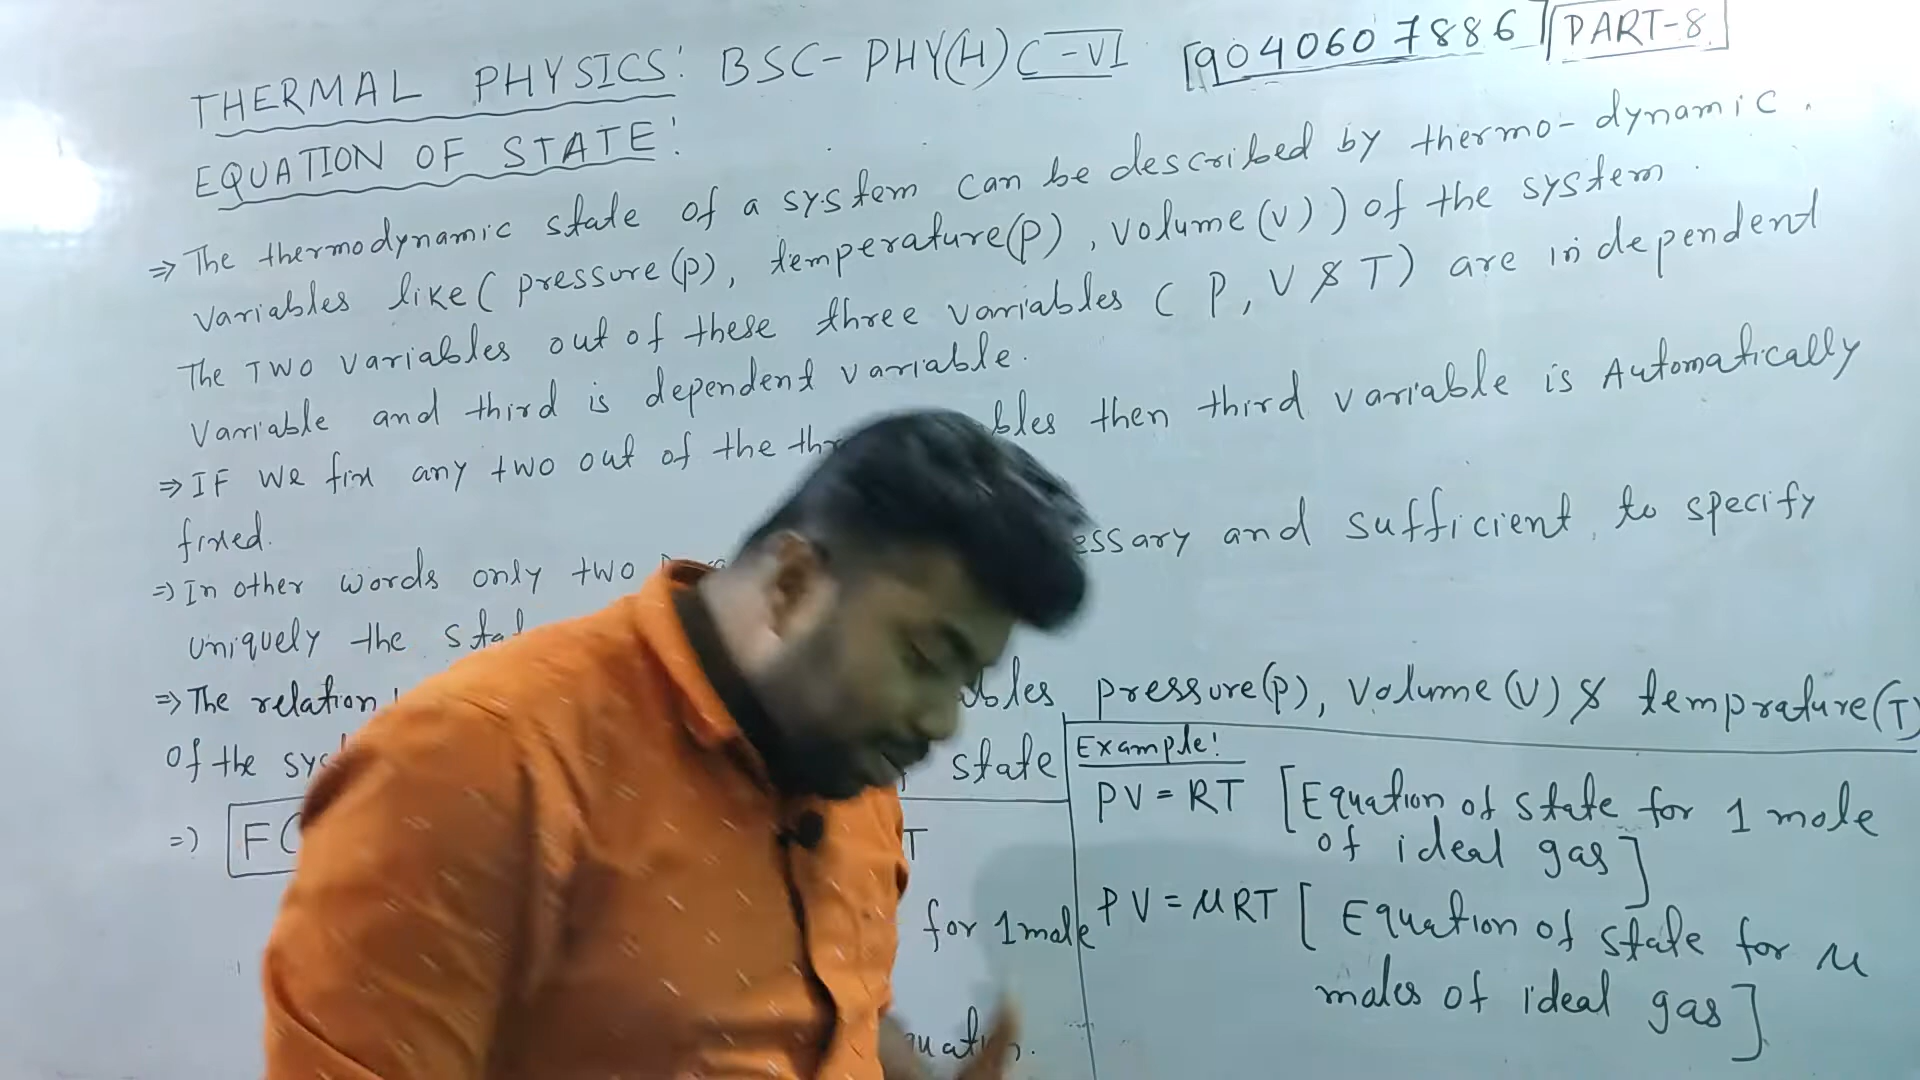 THERMAL PHYSICS: BSC- PHY(H) C-VI [9040607886] PART-8
EQUATION OF STATE:
⇒ The thermodynamic state of a system can be described by thermo-dynamic
variables like ( pressure (p), temperature(p), volume (v) ) of the system.
The TWO variables out of these three variables ( P, V & T) are independent
variable and third is dependent variable.
⇒ IF we fix any two out of the then third variable is Automatically
fixed.
⇒ In other words only two and sufficient to specify
uniquely the
⇒ The relation pressure(p), volume (V) & temprature(T)
of the state
⇒
T
for 1 mole
Example:
PV = RT [Equation of state for 1 mole
of ideal gas]
PV = μRT [ Equation of state for μ
moles of ideal gas]